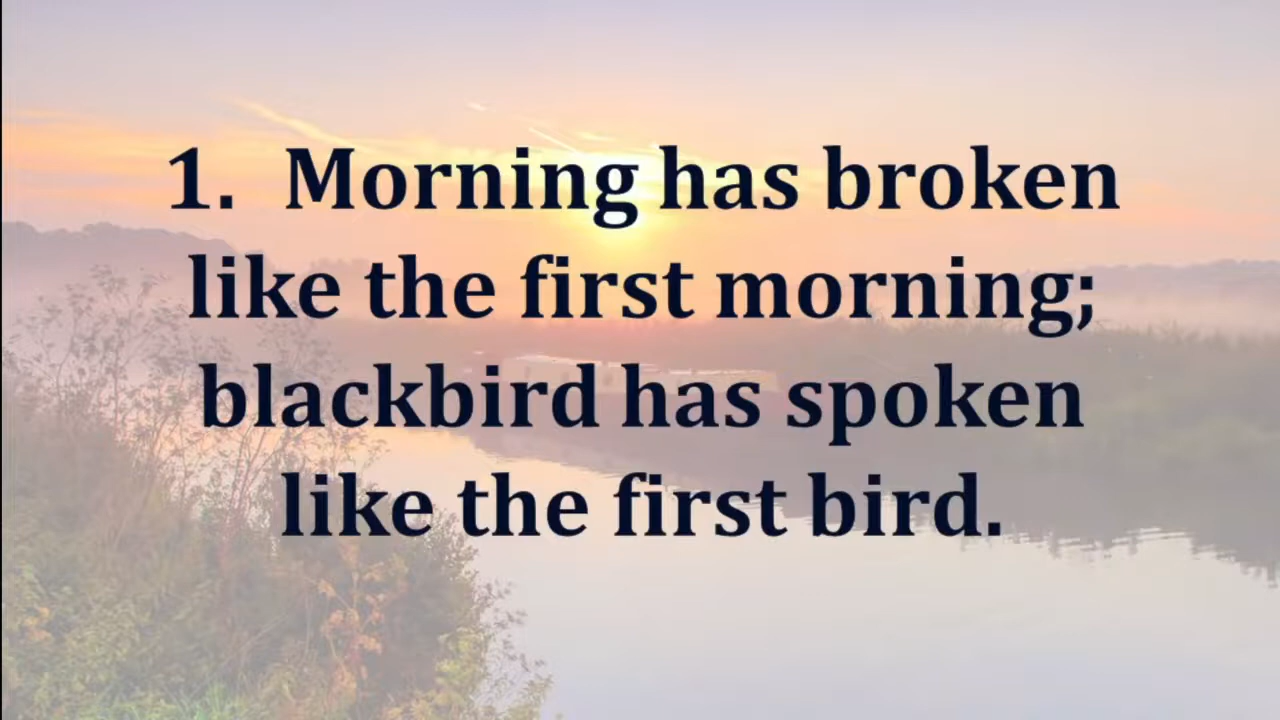 1. Morning has broken
like the first morning;
blackbird has spoken
like the first bird.